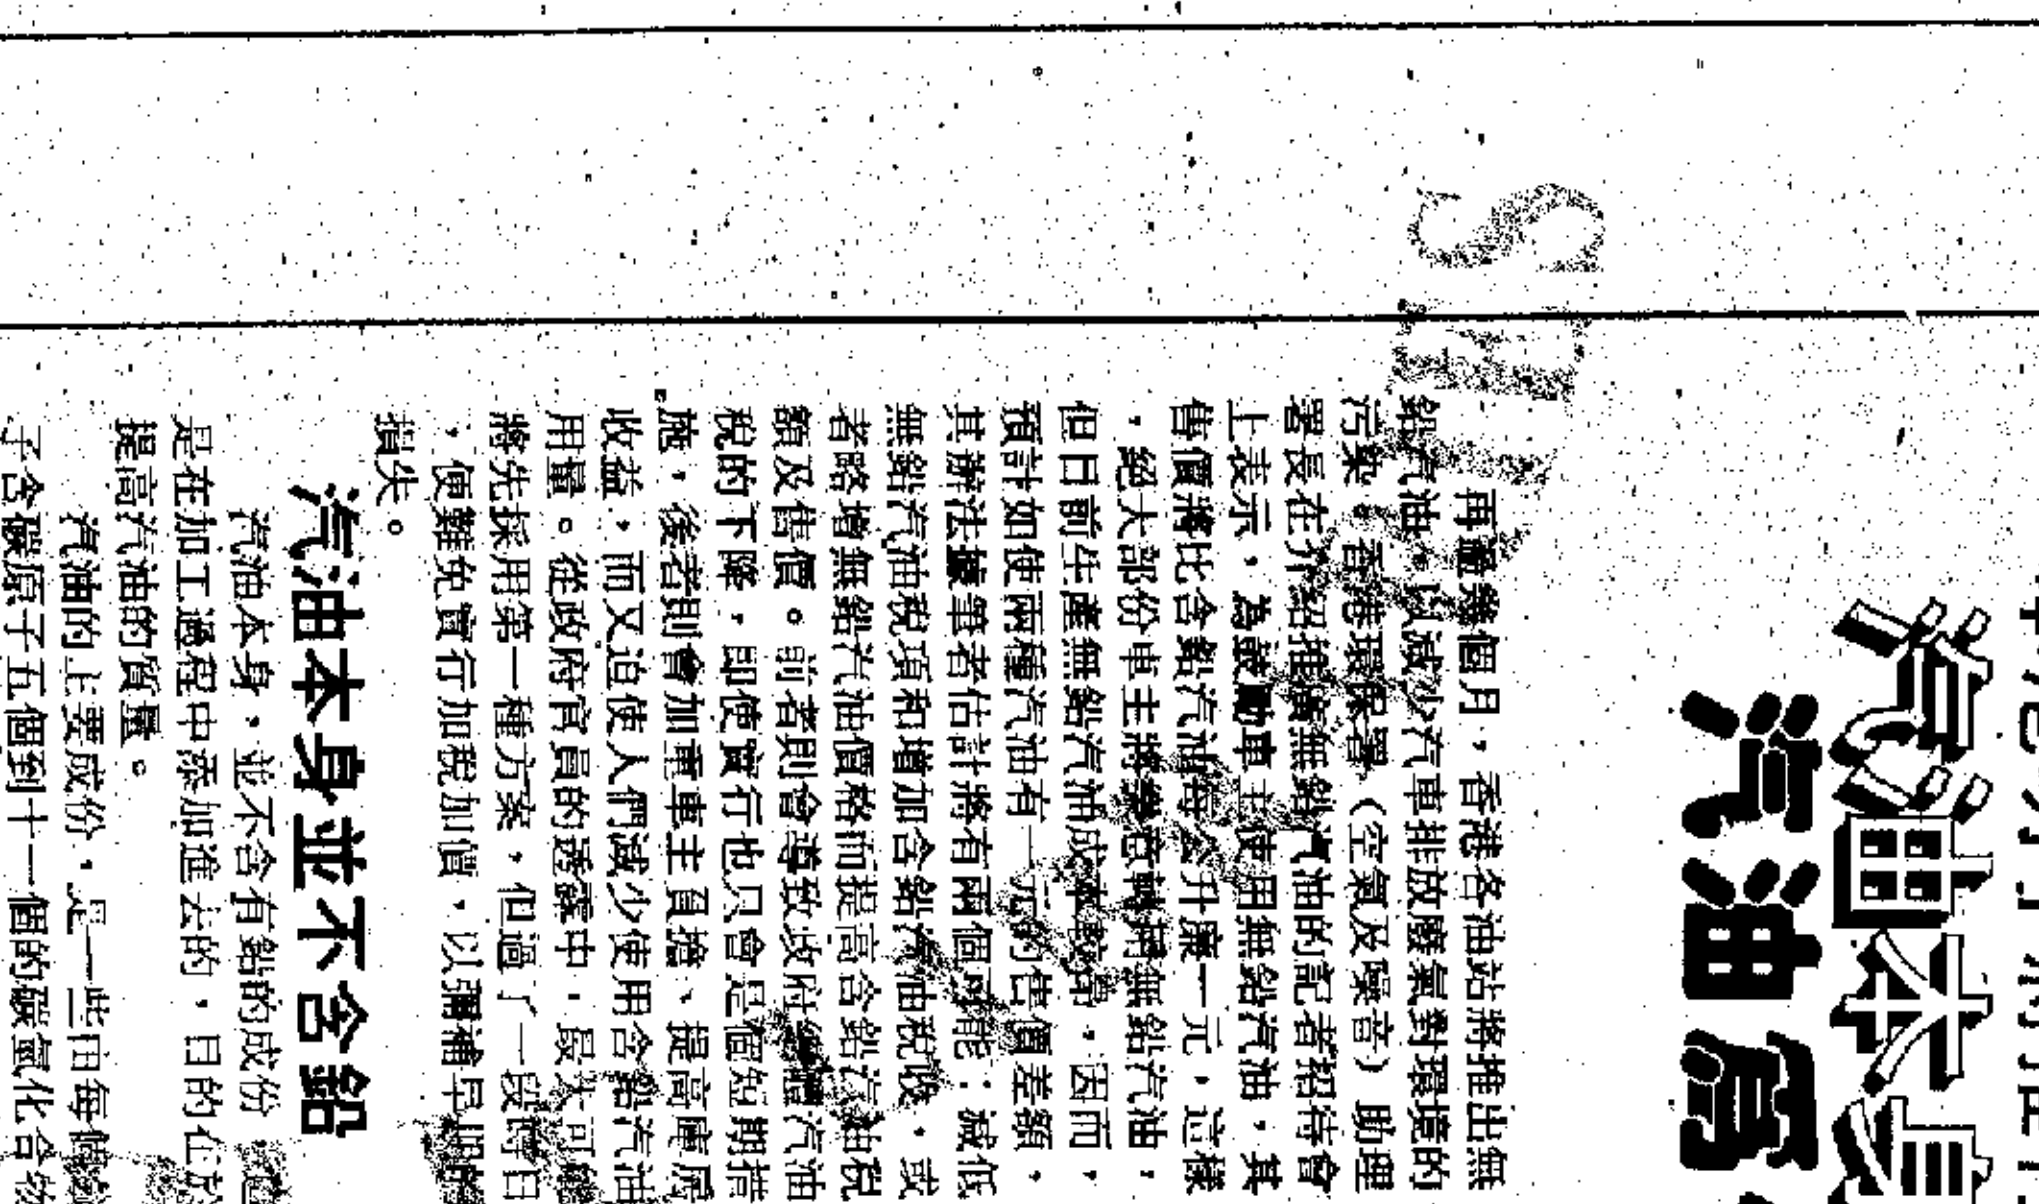 汽油本身
汽油質
再過幾個月，香港各油站將推出無
鉛汽油，以減少汽車排放廢氣對環境的
污染。香港環保署（空氣及噪音）助理
署長在介紹推廣無鉛汽油的記者招待會
上表示，為鼓勵車主使用無鉛汽油，其
售價將比含鉛汽油每公升廉一元，這樣
，絕大部份車主將樂意轉用無鉛汽油，
但目前生產無鉛汽油成本較高，因而，
預計如使兩種汽油有一元的售價差額，
其辦法據筆者估計將有兩個可能：減低
無鉛汽油稅項和增加含鉛汽油稅收，或
者略增無鉛汽油價格而提高含鉛汽油稅
額及售價。前者則會導致政府總汽油
稅的下降，即使實行也只會是個短期措
施，後者則會加重車主負擔、提高庫房
收益，而又迫使人們減少使用含鉛汽油
用量。從政府官員的透露中，最大可能
將先採用第一種方案，但過了一段時日
，便難免實行加稅加價，以彌補早期的
損失。
汽油本身並不含鉛
汽油本身，並不含有鉛的成份
是在加工過程中添加進去的，目的在於
提高汽油的質量。
汽油的主要成份，是一些由每個
子含碳原子五個到十一個的碳氫化合物